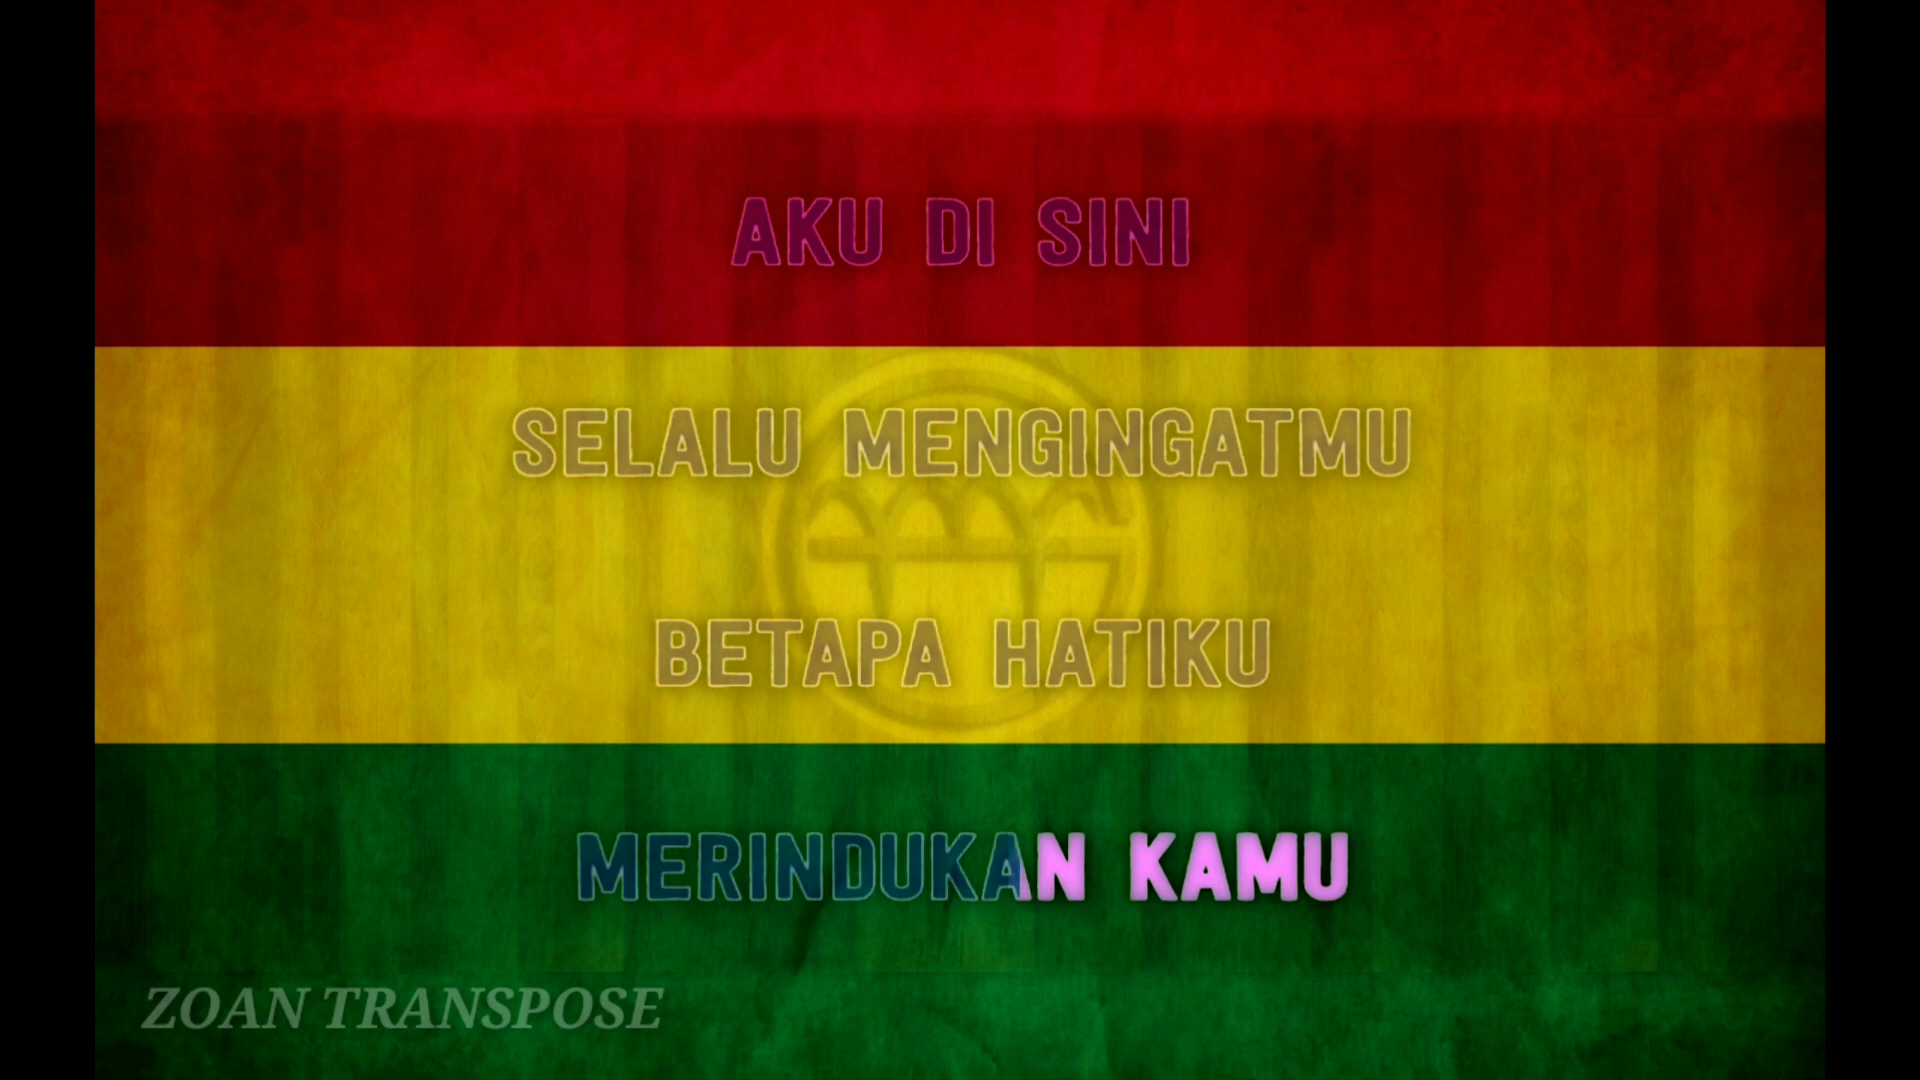 AKU DI SINI
SELALU MENGINGATMU
BETAPA HATIKU
MERINDUKAN KAMU
ZOAN TRANSPOSE